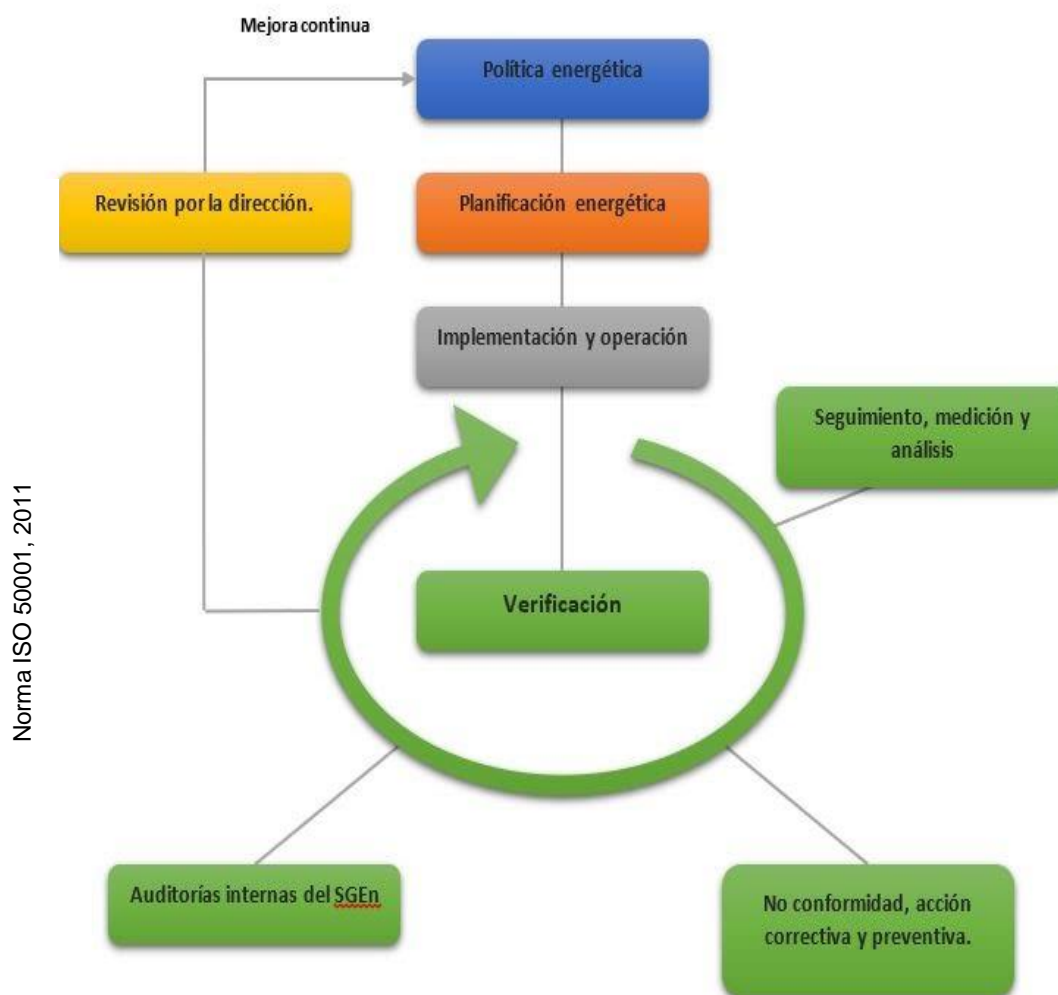 Mejora continua
Política energética
Revisión por la dirección.
Planificación energética
Implementación y operación
Seguimiento, medición y
análisis
Verificación
Norma ISO 50001, 2011
Auditorías internas del SGEn
No conformidad, acción
correctiva y preventiva.